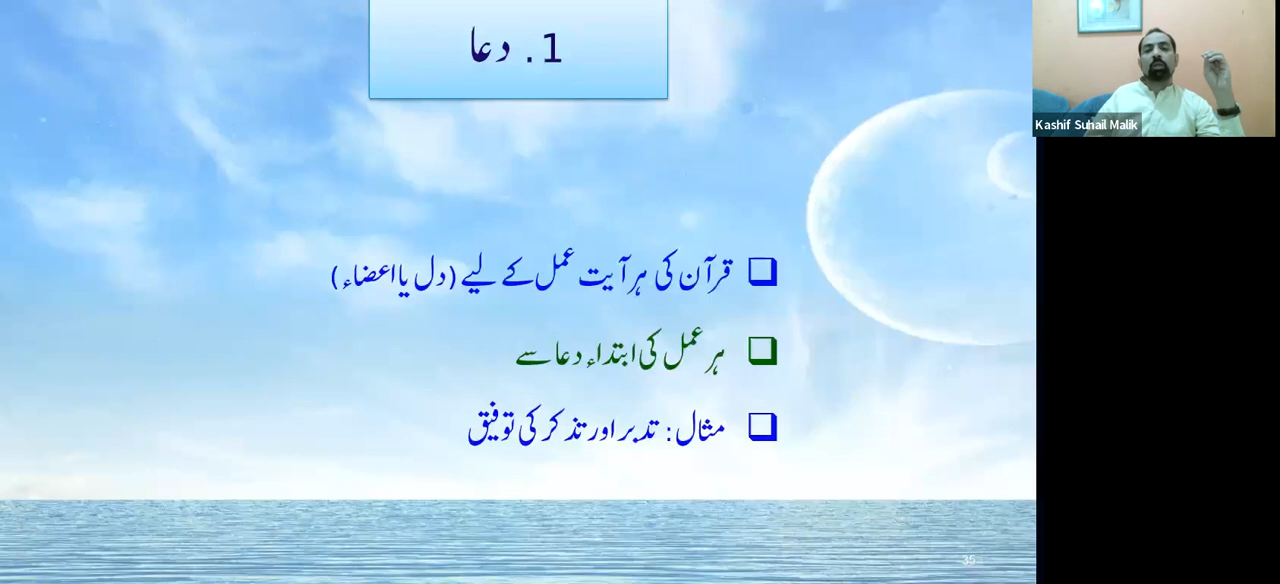 1. دعا
Kashif Suhail Malik
قرآن کی ہر آیت عمل کے لیے (دل یا اعضاء)
ہر عمل کی ابتداء دعا سے
مثال: تدبر اور تذکر کی توفیق
35